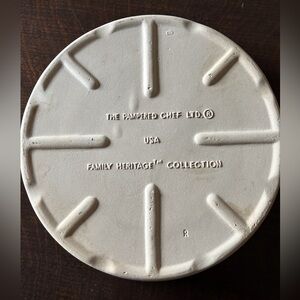 THE PAMPERED CHEF LTD.®
USA
FAMILY HERITAGE™ COLLECTION
R